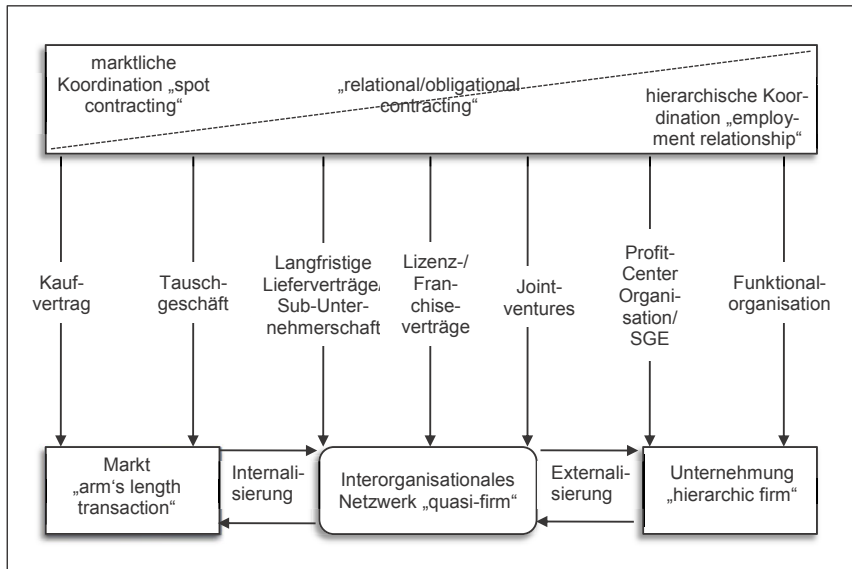 marktliche
Koordination „spot
contracting“
„relational/obligational
contracting“
hierarchische Koor-
dination „employ-
ment relationship“
Kauf-
vertrag
Tausch-
geschäft
Langfristige
Lieferverträge/
Sub-Unter-
nehmerschaft
Lizenz-/
Fran-
chise-
verträge
Joint-
ventures
Profit-
Center
Organi-
sation/
SGE
Funktional-
organisation
Markt
„arm‘s length
transaction“
Internali-
sierung
Interorganisationales
Netzwerk „quasi-firm“
Externali-
sierung
Unternehmung
„hierarchic firm“